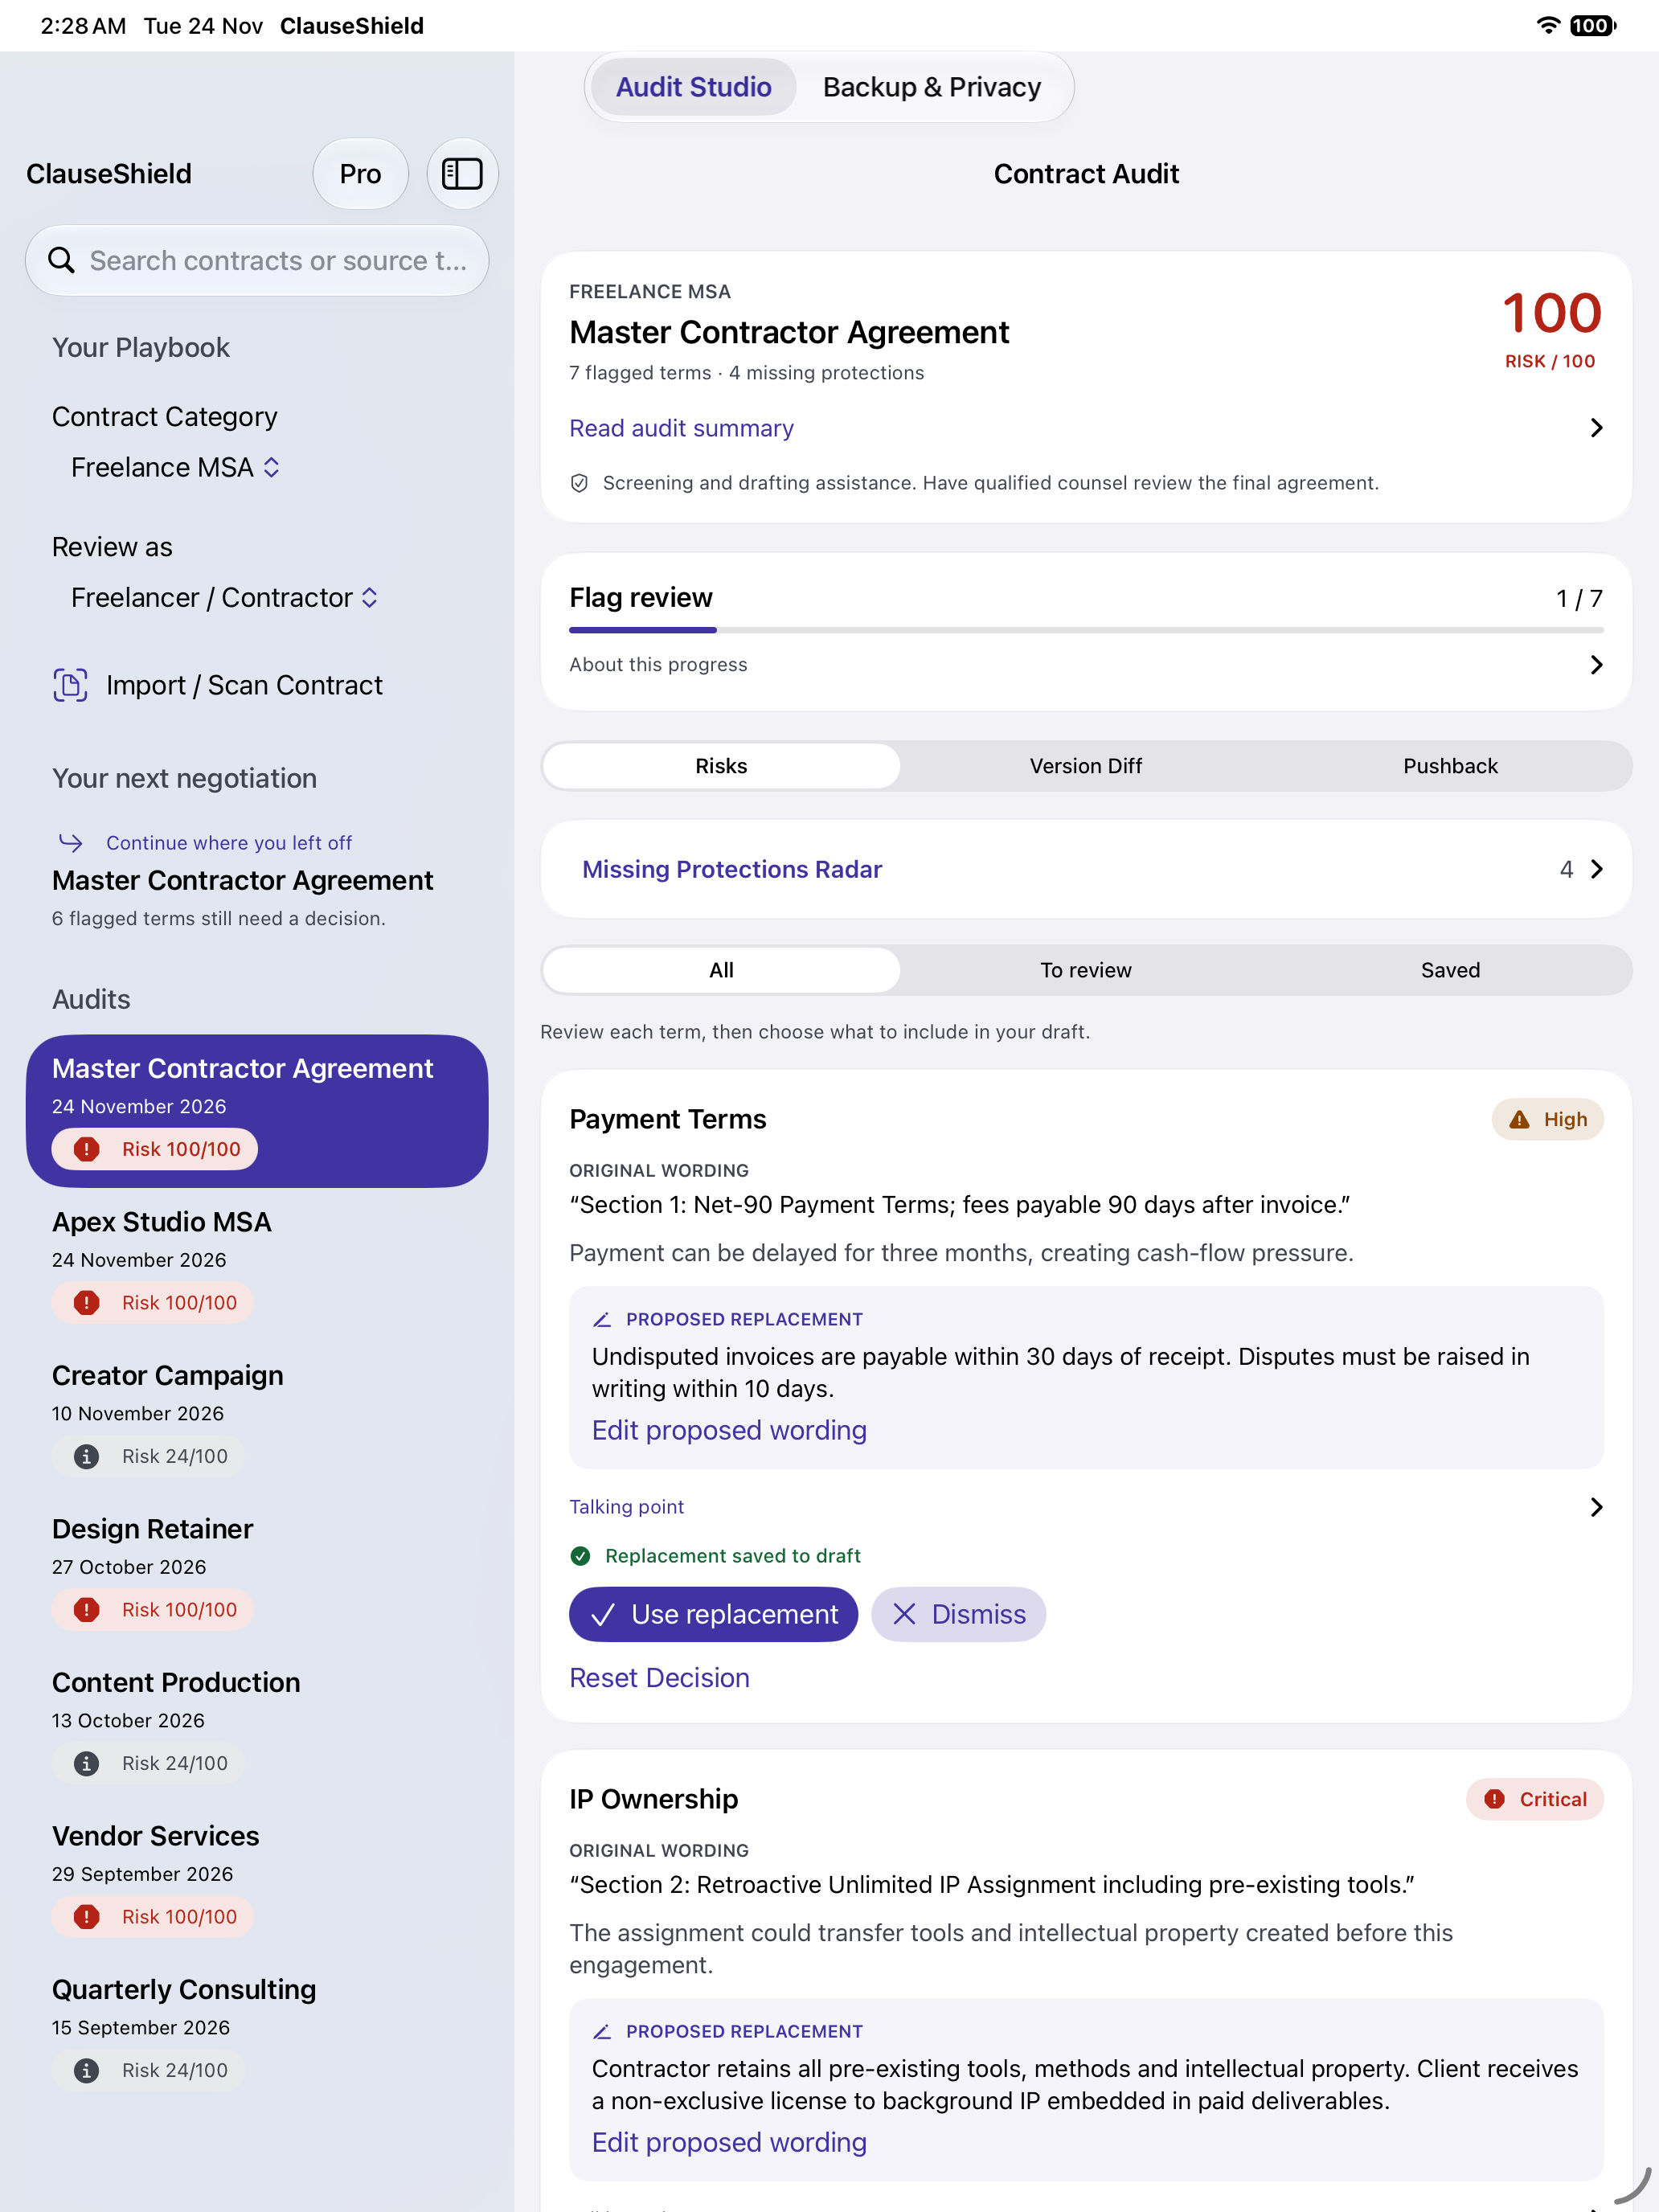 2:28 AM Tue 24 Nov ClauseShield
100
Audit Studio
Backup & Privacy
ClauseShield
Pro
Search contracts or source t...
Your Playbook
Contract Category
Freelance MSA
Review as
Freelancer / Contractor
Import / Scan Contract
Your next negotiation
Continue where you left off
Master Contractor Agreement
6 flagged terms still need a decision.
Audits
Master Contractor Agreement
24 November 2026
Risk 100/100
Apex Studio MSA
24 November 2026
Risk 100/100
Creator Campaign
10 November 2026
Risk 24/100
Design Retainer
27 October 2026
Risk 100/100
Content Production
13 October 2026
Risk 24/100
Vendor Services
29 September 2026
Risk 100/100
Quarterly Consulting
15 September 2026
Risk 24/100
Contract Audit
FREELANCE MSA
Master Contractor Agreement
7 flagged terms · 4 missing protections
100
RISK / 100
Read audit summary
Screening and drafting assistance. Have qualified counsel review the final agreement.
Flag review
1 / 7
About this progress
Risks
Version Diff
Pushback
Missing Protections Radar
4
All
To review
Saved
Review each term, then choose what to include in your draft.
Payment Terms
High
ORIGINAL WORDING
“Section 1: Net-90 Payment Terms; fees payable 90 days after invoice.”
Payment can be delayed for three months, creating cash-flow pressure.
PROPOSED REPLACEMENT
Undisputed invoices are payable within 30 days of receipt. Disputes must be raised in
writing within 10 days.
Edit proposed wording
Talking point
Replacement saved to draft
Use replacement
Dismiss
Reset Decision
IP Ownership
Critical
ORIGINAL WORDING
“Section 2: Retroactive Unlimited IP Assignment including pre-existing tools.”
The assignment could transfer tools and intellectual property created before this
engagement.
PROPOSED REPLACEMENT
Contractor retains all pre-existing tools, methods and intellectual property. Client receives
a non-exclusive license to background IP embedded in paid deliverables.
Edit proposed wording